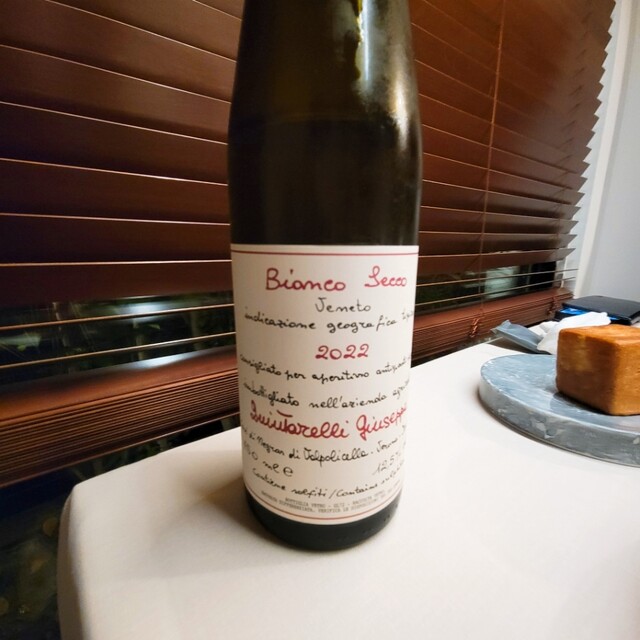 Bianco Secco
Veneto
indicazione geografica
2022
consigliato per aperitivo antipasti
imbottigliato nell'azienda
Quintarelli Giuseppe
di Negrar di Valpolicella
ml e 12.5%
Contiene solfiti/Contains